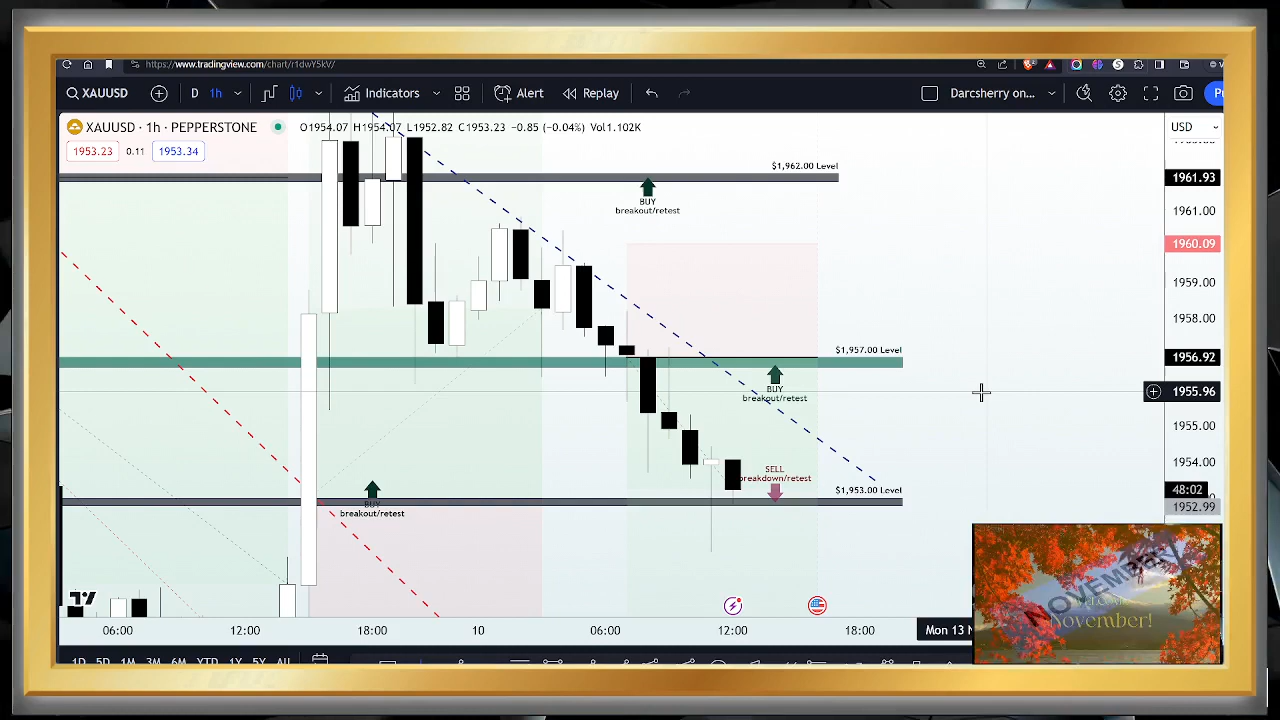 https://www.tradingview.com/chart/r1dwY5kV/
XAUUSD D 1h Indicators Alert Replay Darcsherry on...
XAUUSD · 1h · PEPPERSTONE O1954.07 H1954.07 L1952.82 C1953.23 −0.85 (−0.04%) Vol1.102K USD
1953.23 0.11 1953.34
$1,962.00 Level
1961.93
BUY
breakout/retest
1961.00
1960.09
1959.00
1958.00
$1,957.00 Level
1956.92
BUY
breakout/retest
1955.96
1955.00
1954.00
SELL
breakdown/retest
$1,953.00 Level
48:02
1952.99
BUY
breakout/retest
NOVEMBER
November!
06:00 12:00 18:00 10 06:00 12:00 18:00 Mon 13 N
1D 5D 1M 3M 6M YTD 1Y 5Y All